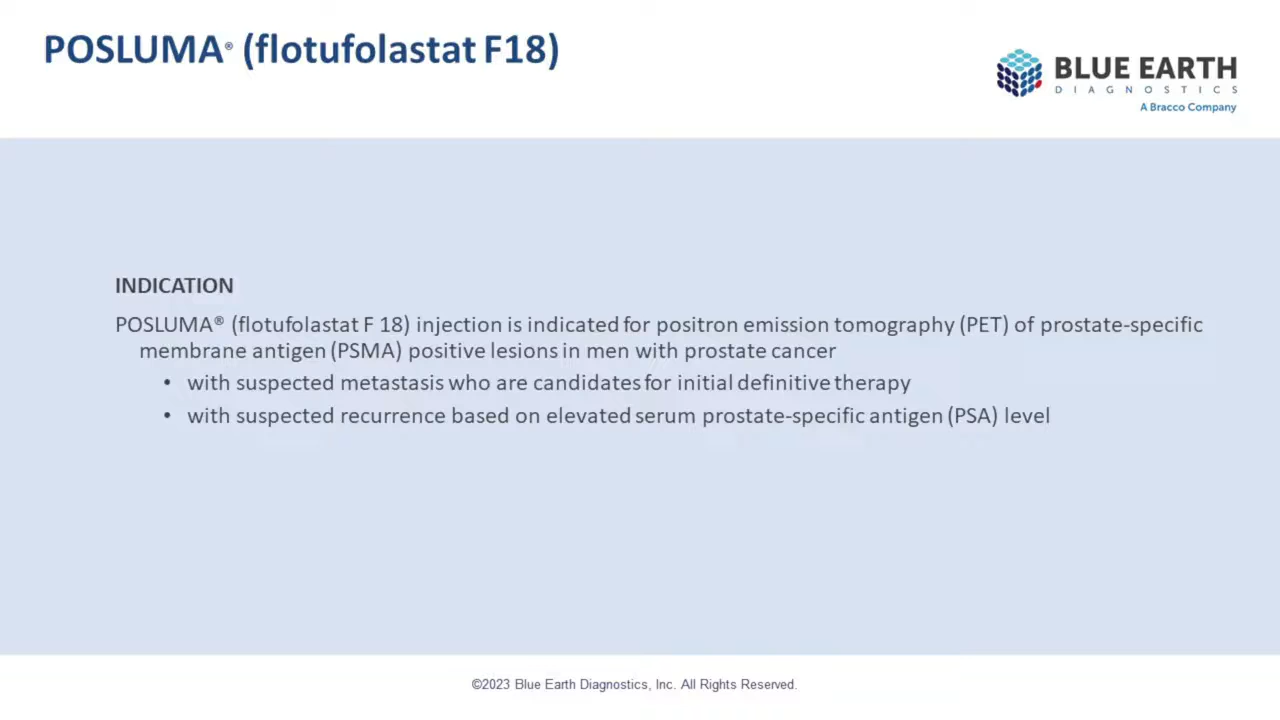 POSLUMA® (flotufolastat F18)
BLUE EARTH
DIAGNOSTICS
A Bracco Company
INDICATION
POSLUMA® (flotufolastat F 18) injection is indicated for positron emission tomography (PET) of prostate-specific
membrane antigen (PSMA) positive lesions in men with prostate cancer
• with suspected metastasis who are candidates for initial definitive therapy
• with suspected recurrence based on elevated serum prostate-specific antigen (PSA) level
©2023 Blue Earth Diagnostics, Inc. All Rights Reserved.